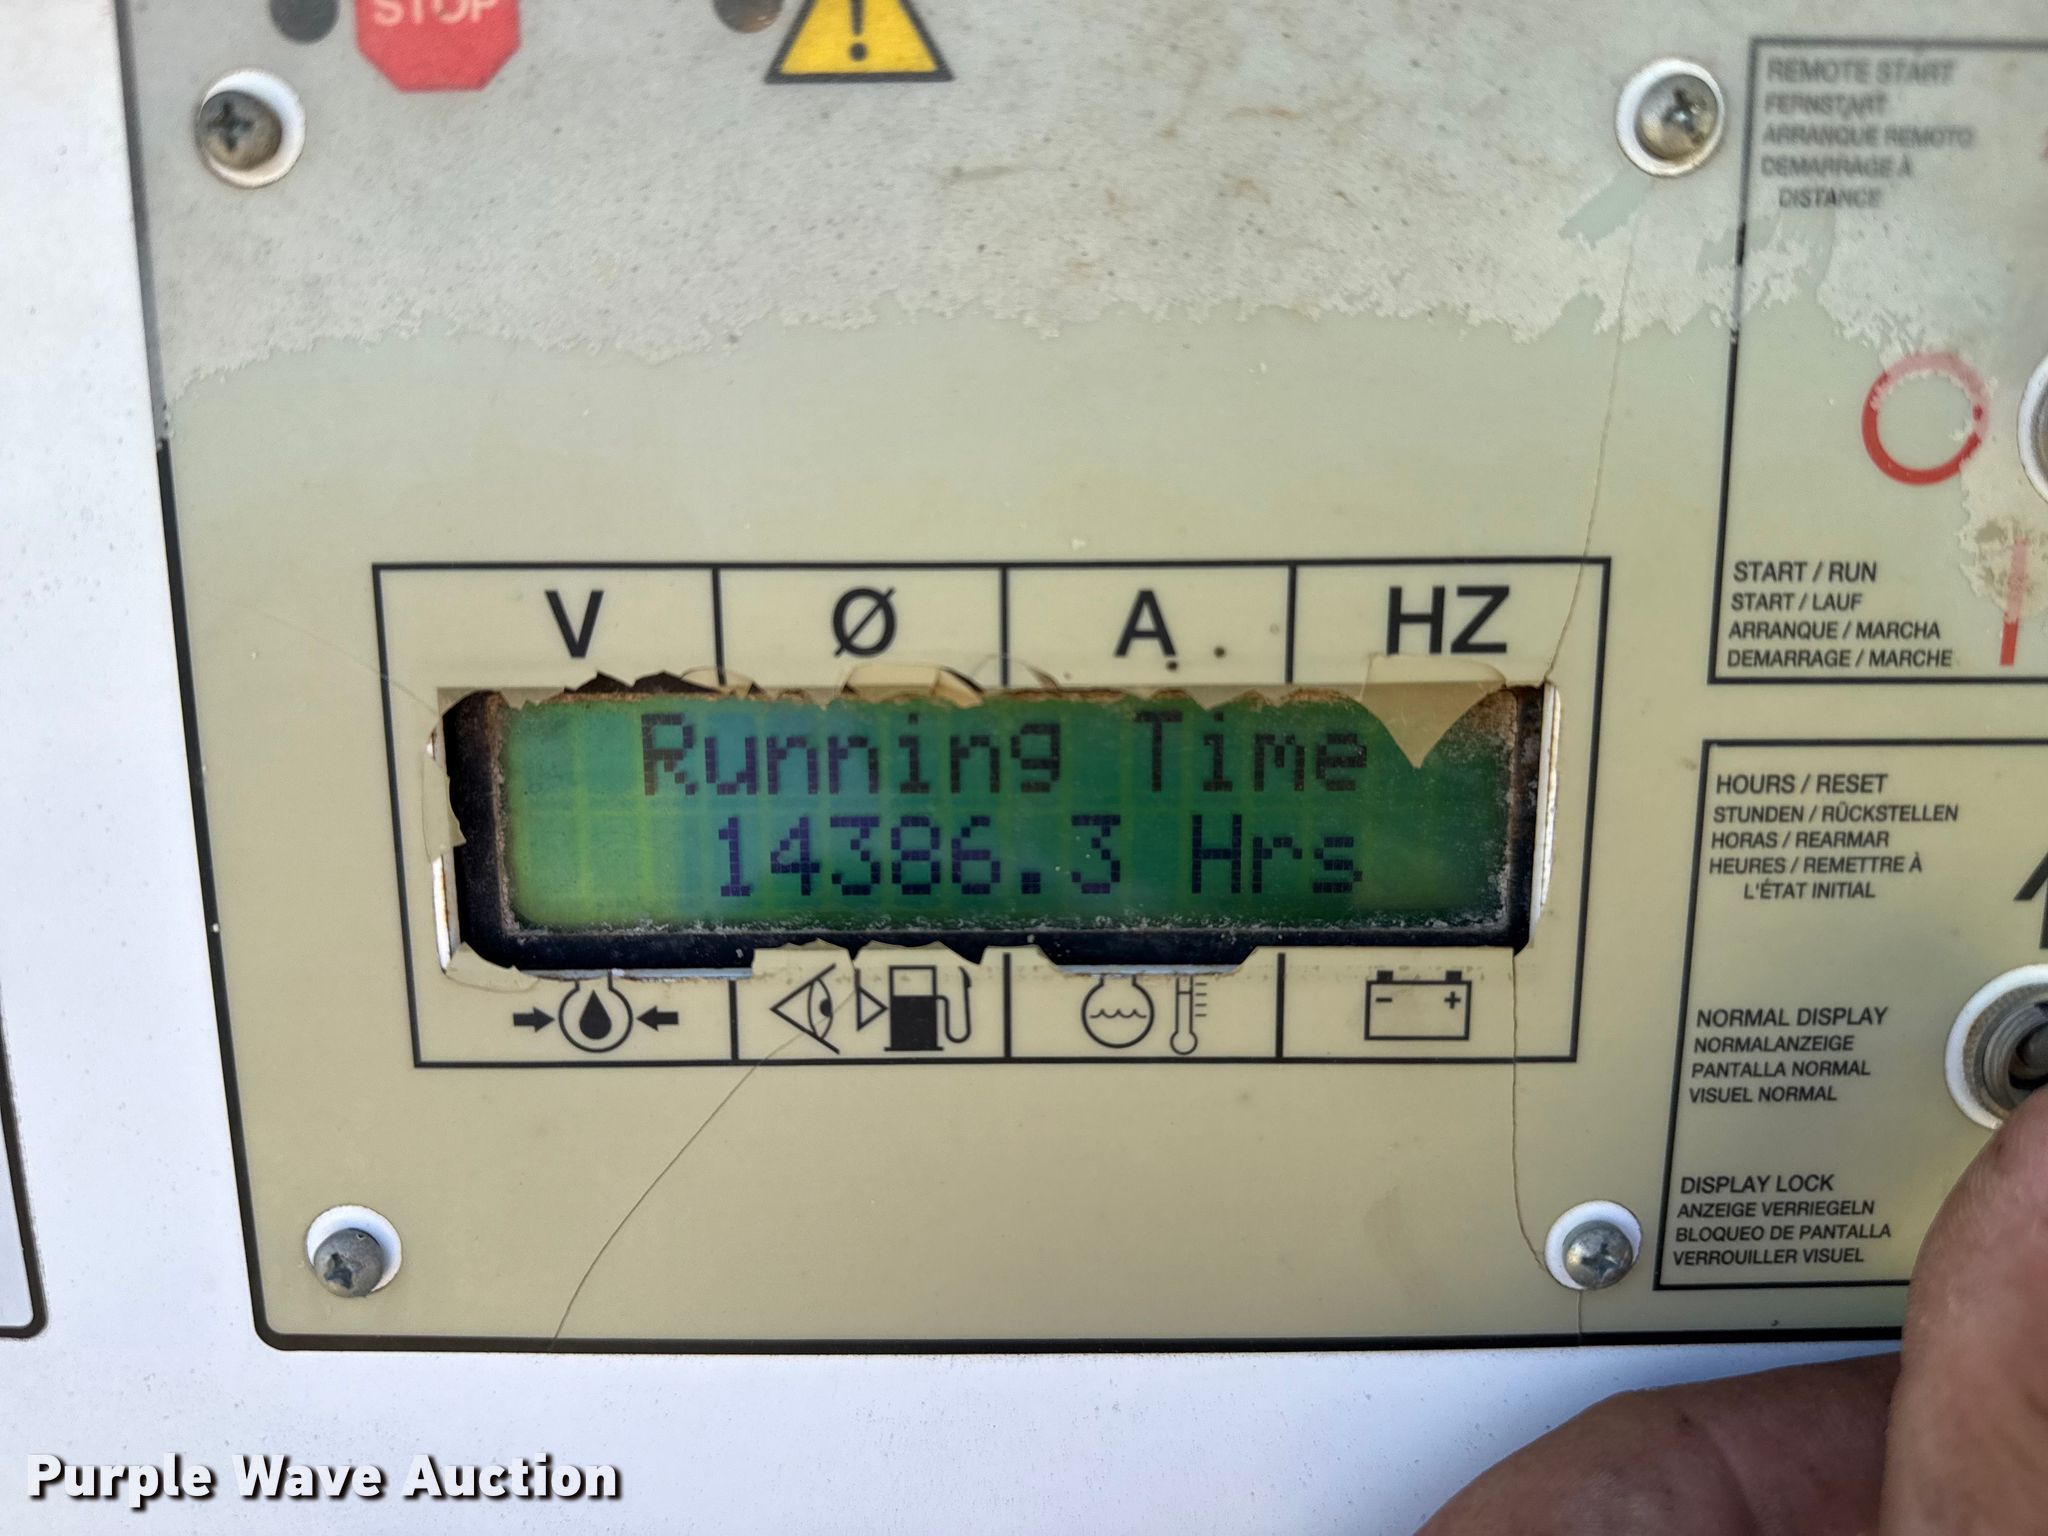 STOP
REMOTE START
FERNSTART
ARRANQUE REMOTO
DEMARRAGE À
DISTANCE
START / RUN
START / LAUF
ARRANQUE / MARCHA
DEMARRAGE / MARCHE
V Ø A HZ
Running Time
14386.3 Hrs
- +
HOURS / RESET
STUNDEN / RÜCKSTELLEN
HORAS / REARMAR
HEURES / REMETTRE À
L'ÉTAT INITIAL
NORMAL DISPLAY
NORMALANZEIGE
PANTALLA NORMAL
VISUEL NORMAL
DISPLAY LOCK
ANZEIGE VERRIEGELN
BLOQUEO DE PANTALLA
VERROUILLER VISUEL
Purple Wave Auction